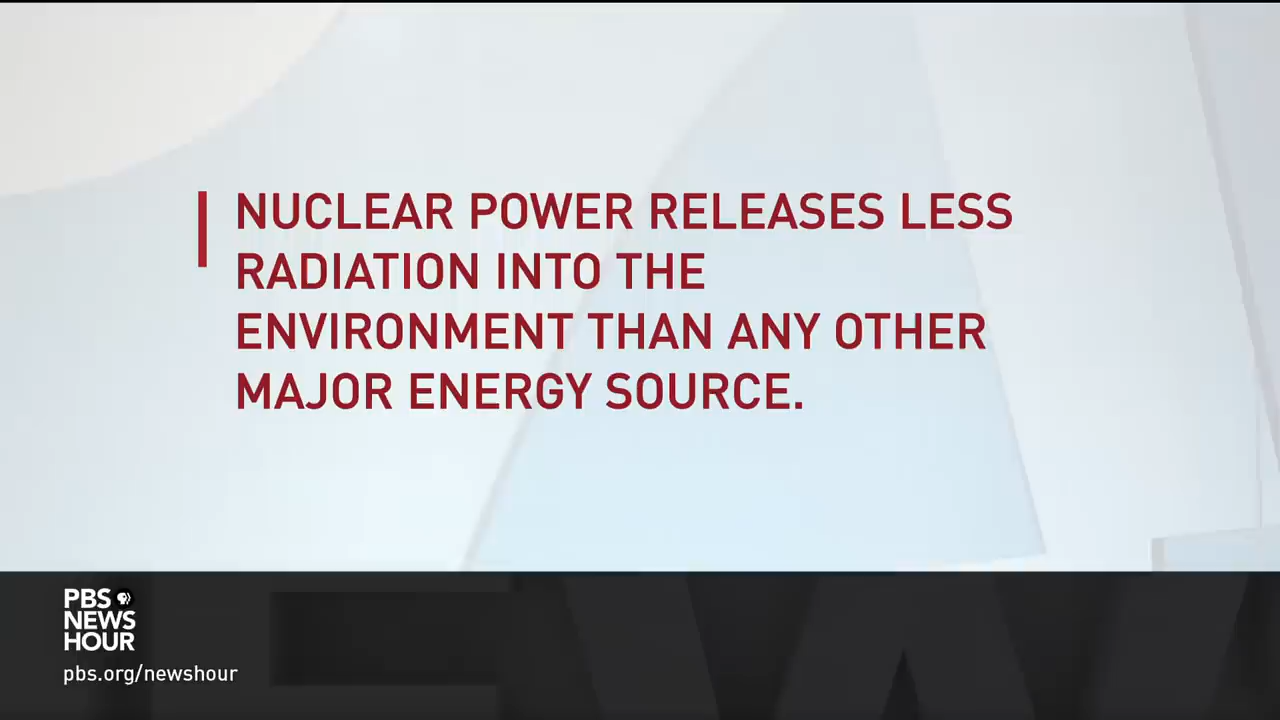 NUCLEAR POWER RELEASES LESS
RADIATION INTO THE
ENVIRONMENT THAN ANY OTHER
MAJOR ENERGY SOURCE.
PBS
NEWS
HOUR
pbs.org/newshour